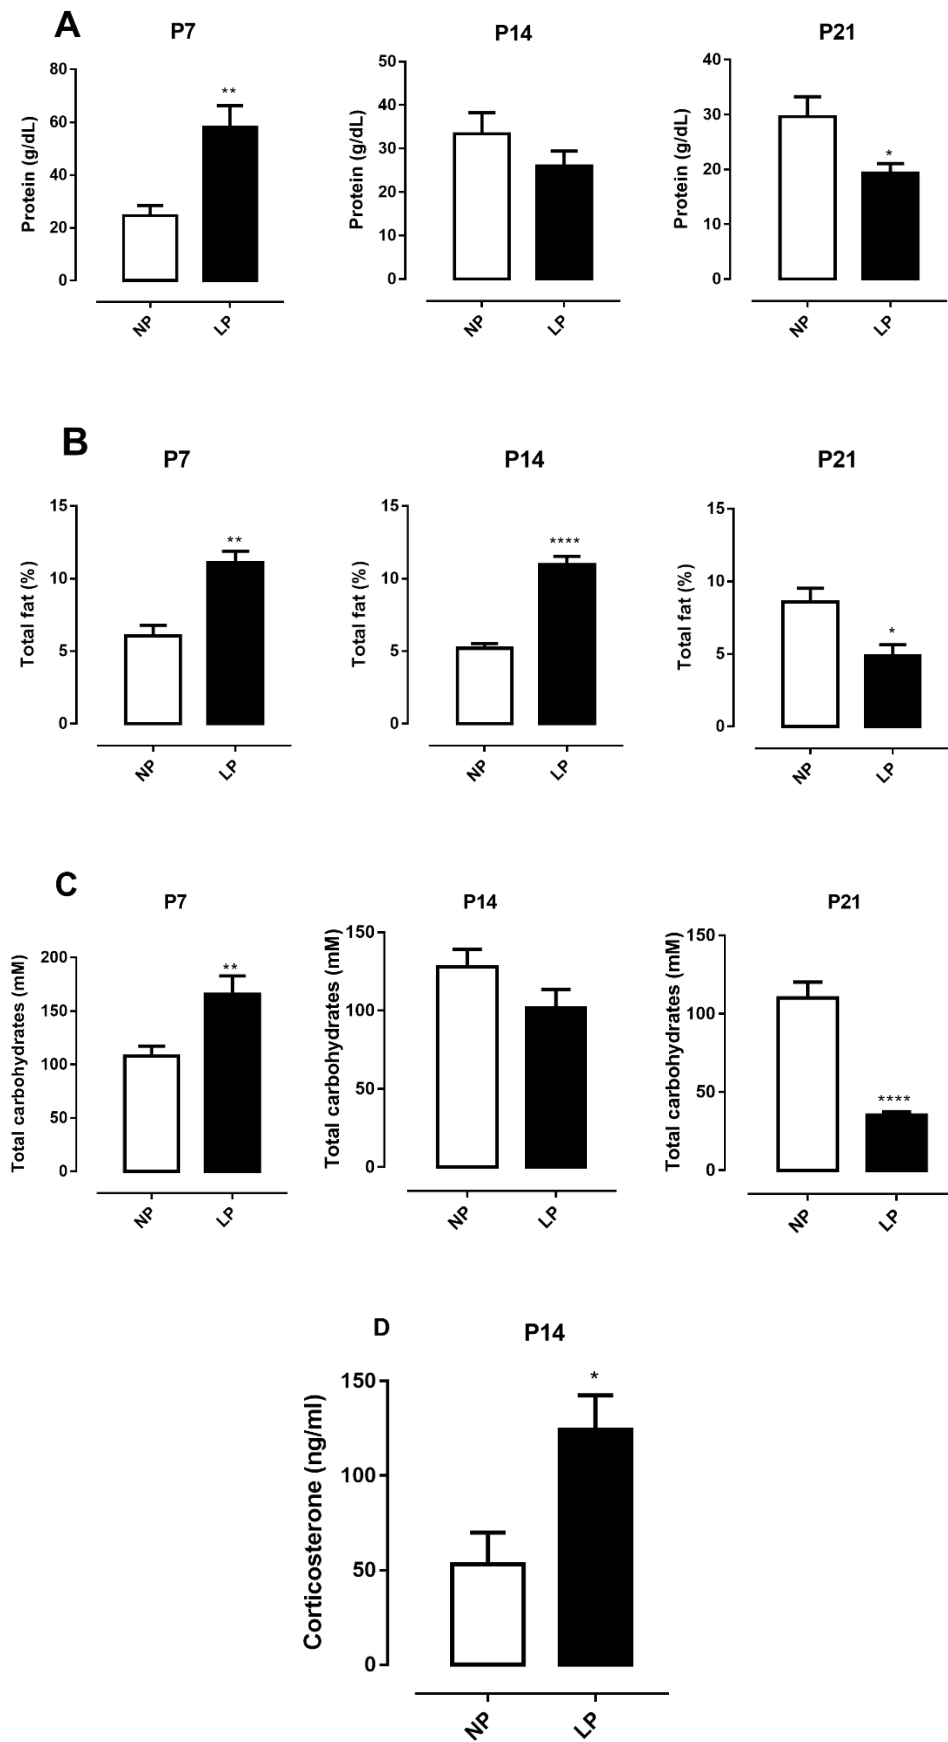 A
P7
P14
P21
Protein (g/dL)
80
60
**
40
20
0
NP
LP
Protein (g/dL)
50
40
30
20
10
0
NP
LP
Protein (g/dL)
40
30
20
*
10
0
NP
LP
B
P7
P14
P21
Total fat (%)
15
**
10
5
0
NP
LP
Total fat (%)
15
****
10
5
0
NP
LP
Total fat (%)
15
10
*
5
0
NP
LP
C
P7
P14
P21
Total carbohydrates (mM)
200
**
150
100
50
0
NP
LP
Total carbohydrates (mM)
150
100
50
0
NP
LP
Total carbohydrates (mM)
150
100
****
50
0
NP
LP
D
P14
Corticosterone (ng/ml)
150
*
100
50
0
NP
LP